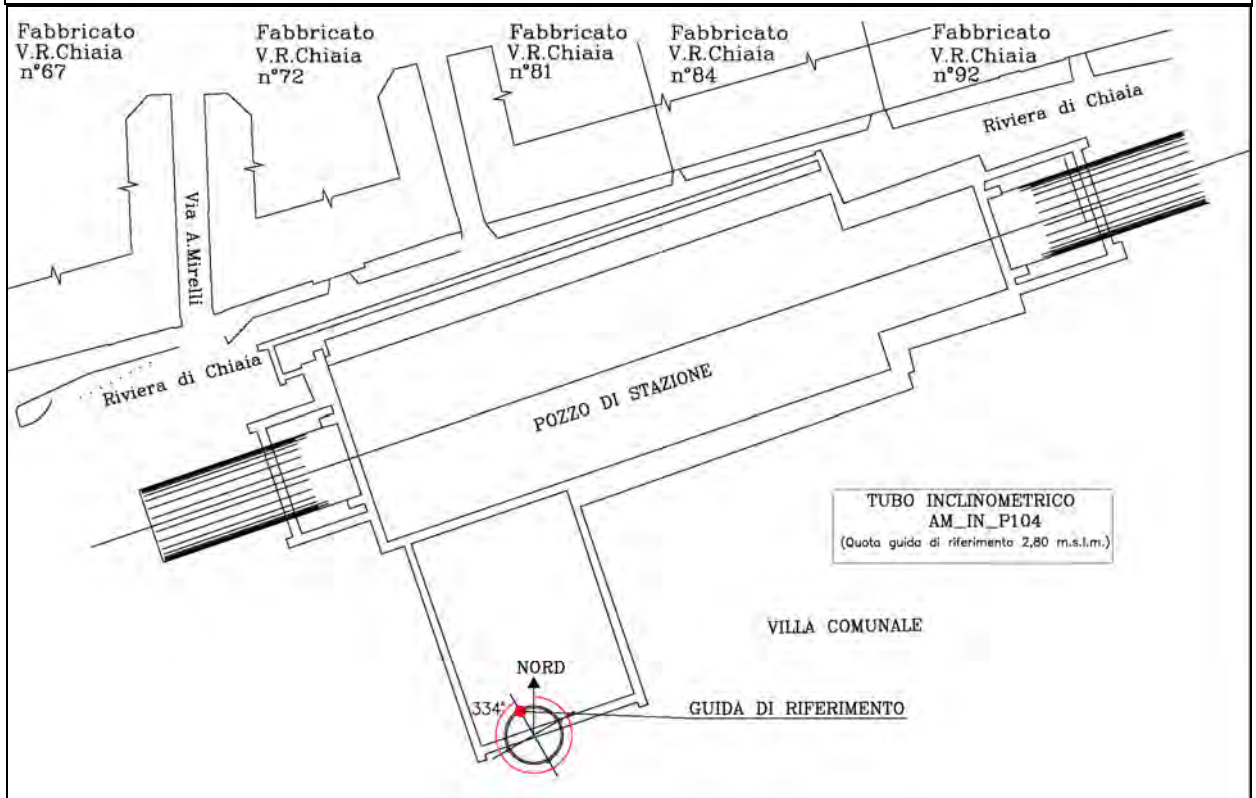 Fabbricato
V.R.Chiaia
n°67
Fabbricato
V.R.Chiaia
n°72
Fabbricato
V.R.Chiaia
n°81
Fabbricato
V.R.Chiaia
n°84
Fabbricato
V.R.Chiaia
n°92
Riviera di Chiaia
Via A.Mirelli
Riviera di Chiaia
POZZO DI STAZIONE
TUBO INCLINOMETRICO
AM_IN_P104
(Quota guida di riferimento 2,80 m.s.l.m.)
VILLA COMUNALE
NORD
334°
GUIDA DI RIFERIMENTO